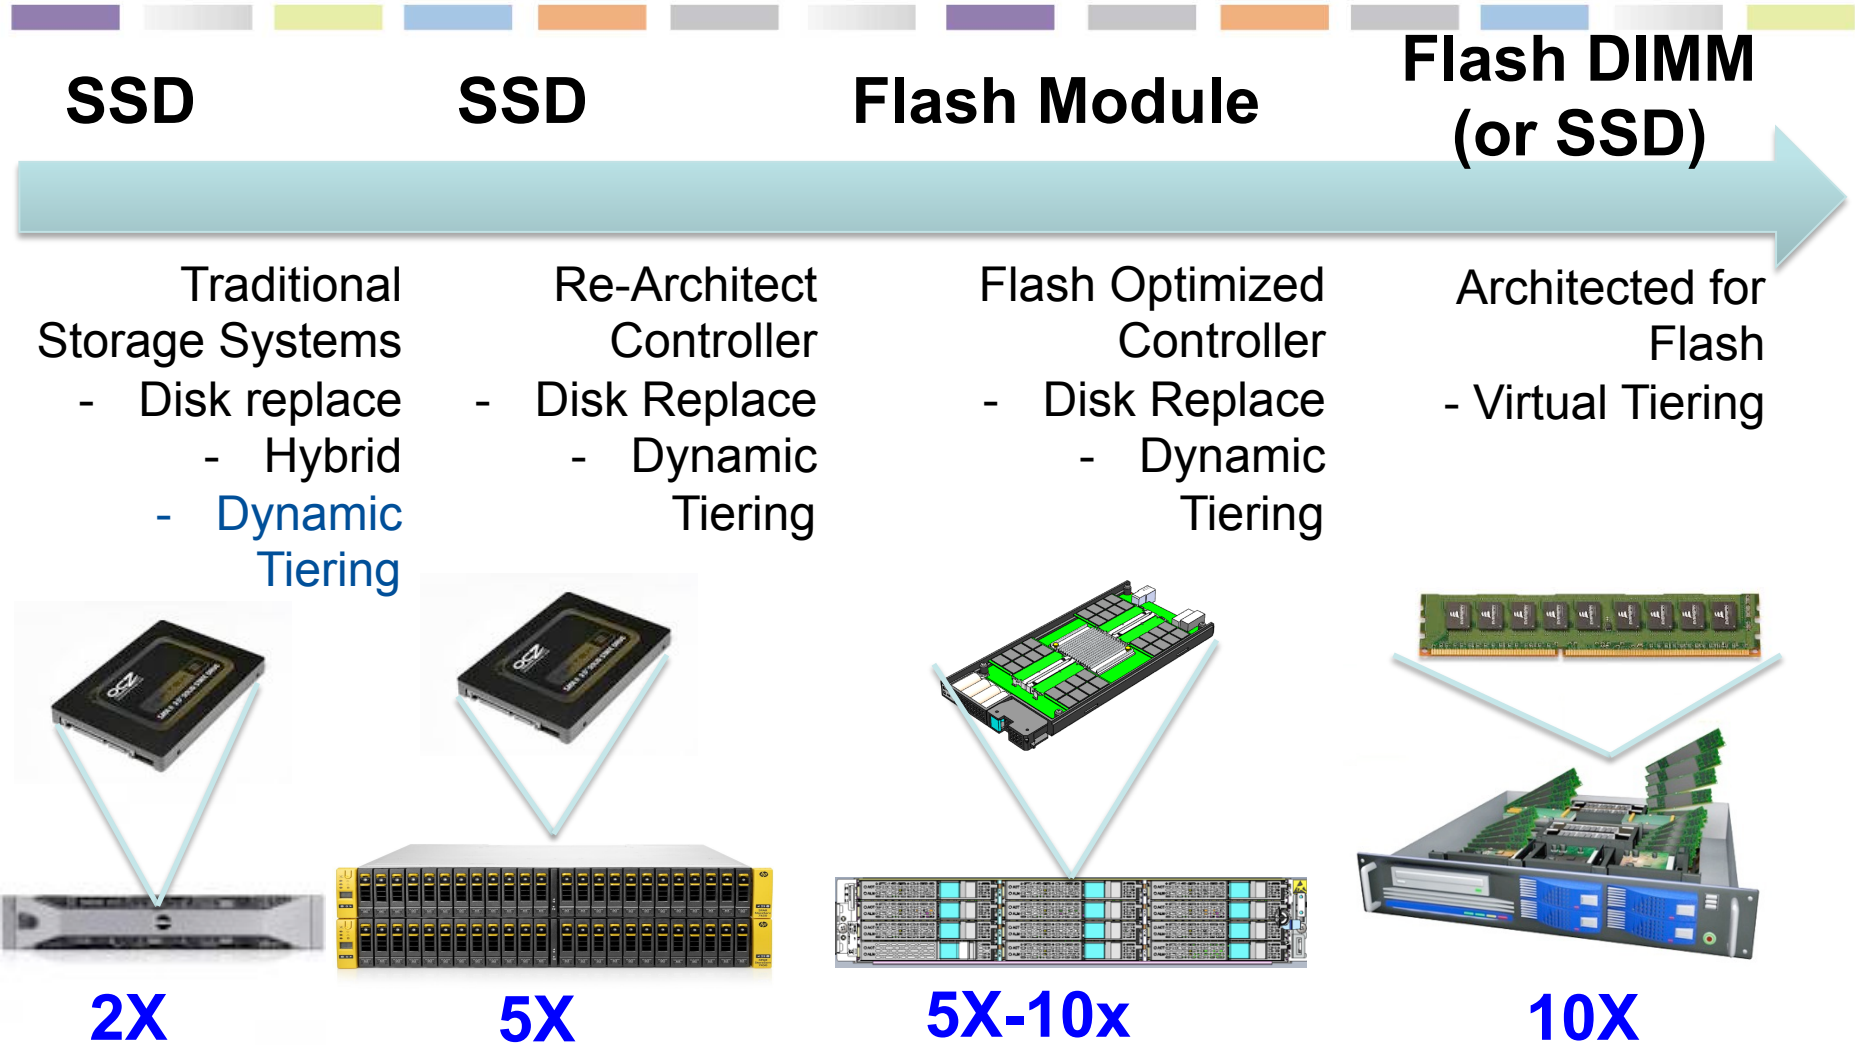 SSD
SSD
Flash Module
Flash DIMM
(or SSD)
Traditional
Storage Systems
- Disk replace
- Hybrid
- Dynamic
Tiering
Re-Architect
Controller
- Disk Replace
- Dynamic
Tiering
Flash Optimized
Controller
- Disk Replace
- Dynamic
Tiering
Architected for
Flash
- Virtual Tiering
OCZ
OCZ
2X
5X
5X-10x
10X